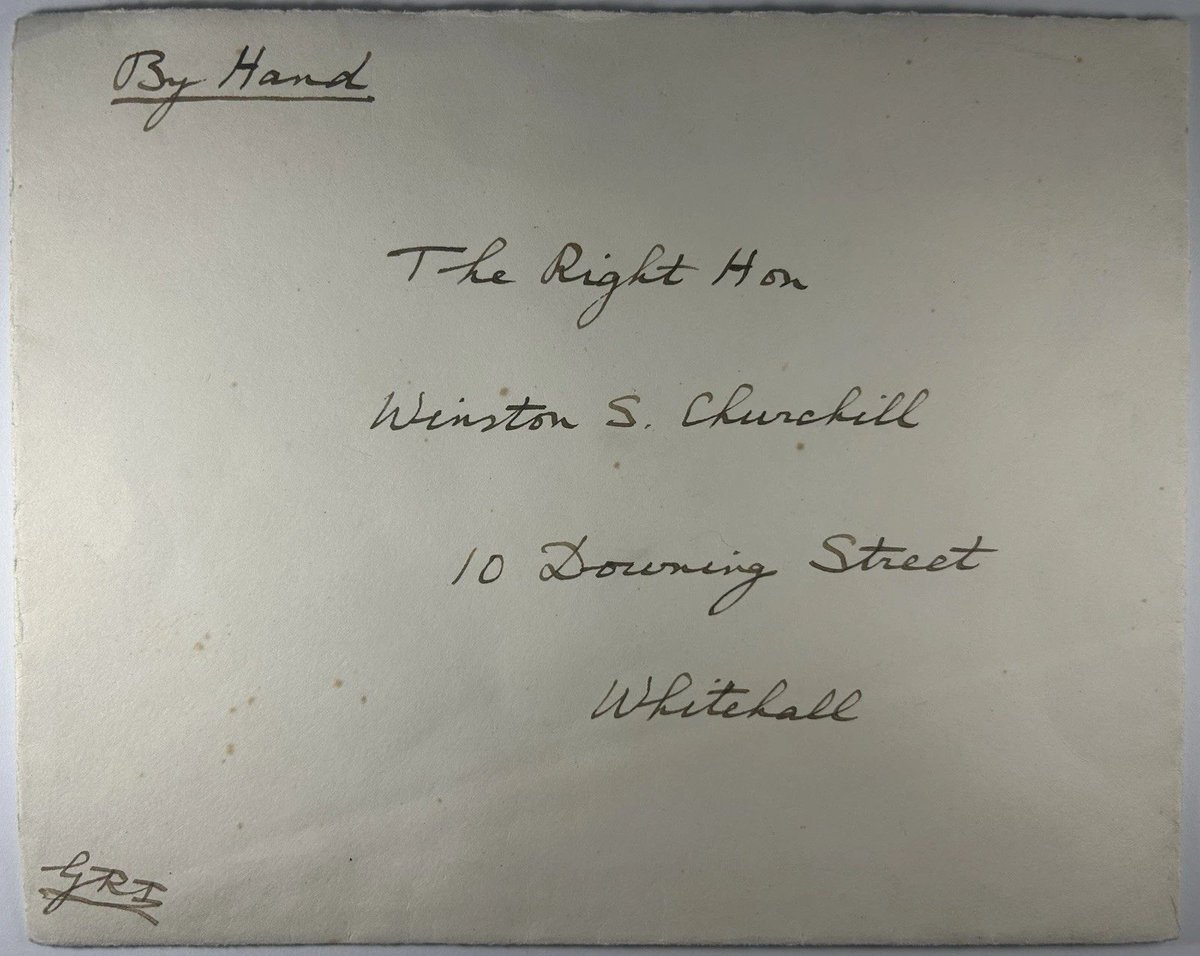 By Hand
The Right Hon
Winston S. Churchill
10 Downing Street
Whitehall
GRI